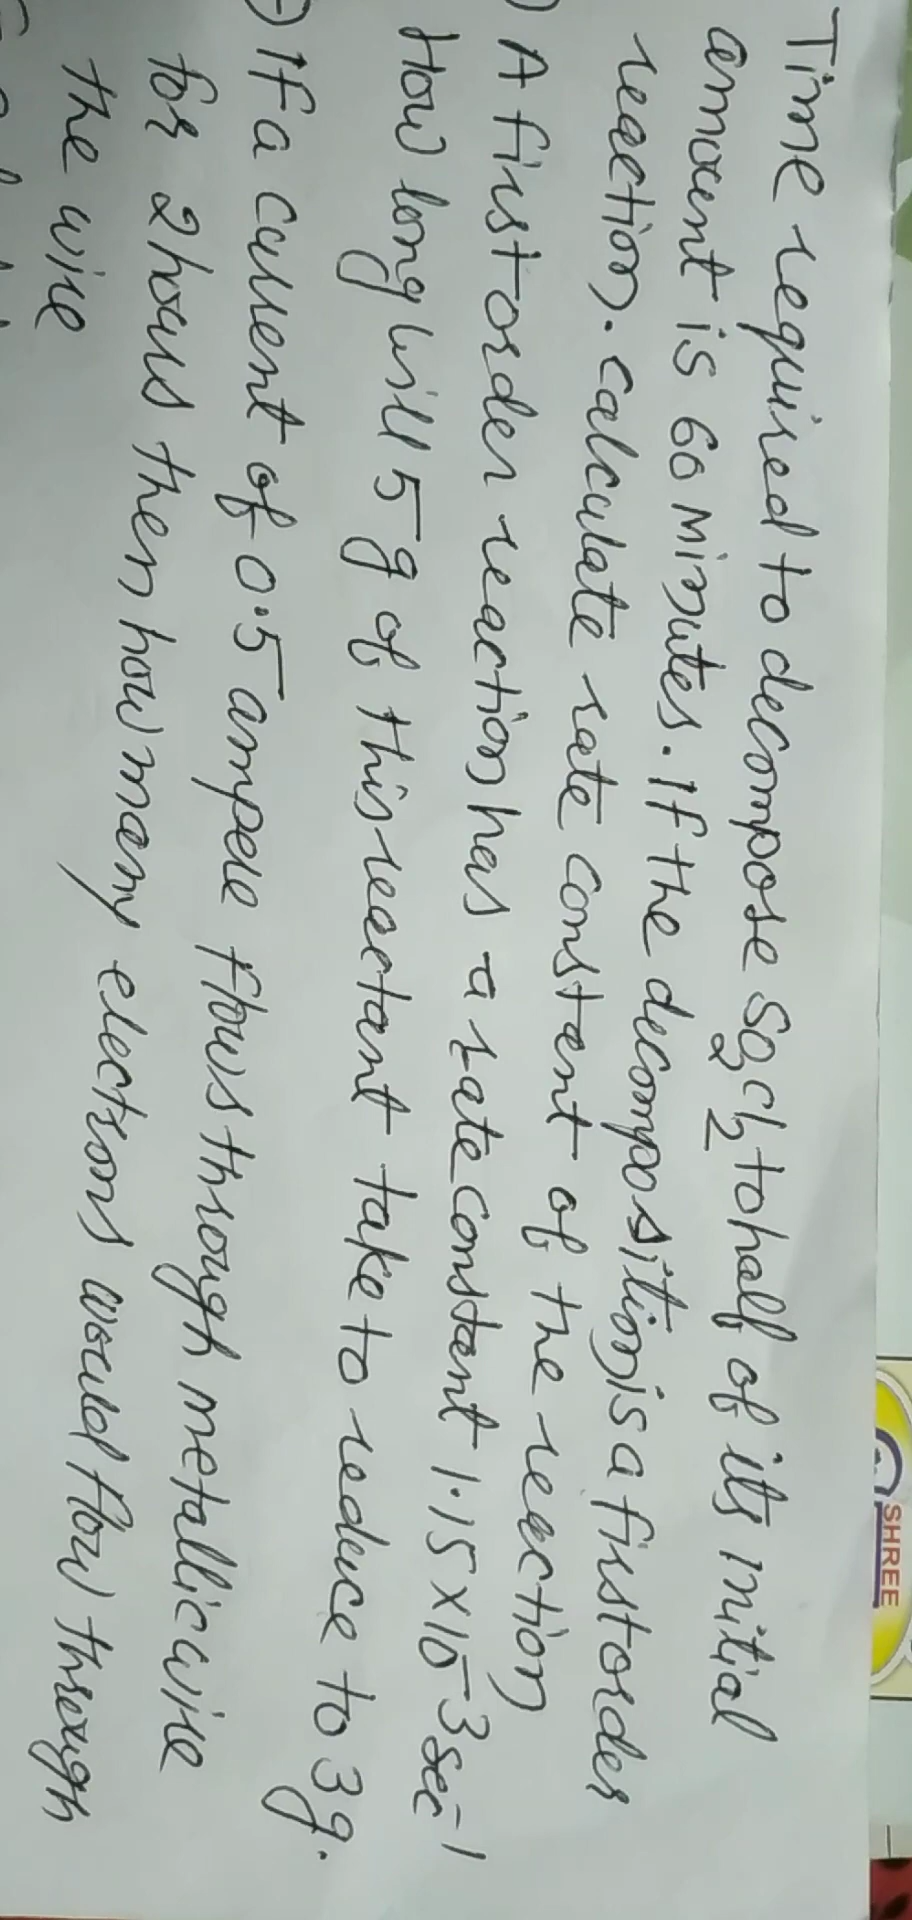 Time required to decompose SO2Cl2 to half of its initial
amount is 60 Minutes. If the decomposition is a first order
reaction. calculate rate constant of the reaction
) A first order reaction has a rate constant 1.15 x 10-3 sec-1
How long will 5g of this reactant take to reduce to 3g.
) If a current of 0.5 ampere flows through metallic wire
for 2 hours then how many electrons would flow through
the wire
SHREE